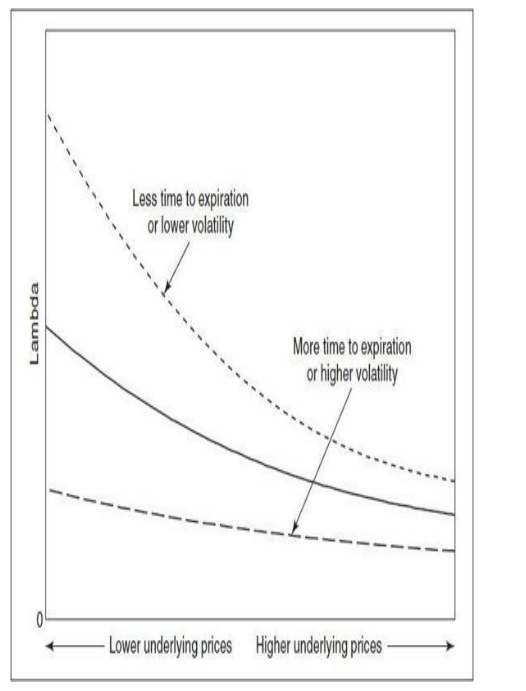 Less time to expiration
or lower volatility
More time to expiration
or higher volatility
Lambda
0
Lower underlying prices Higher underlying prices